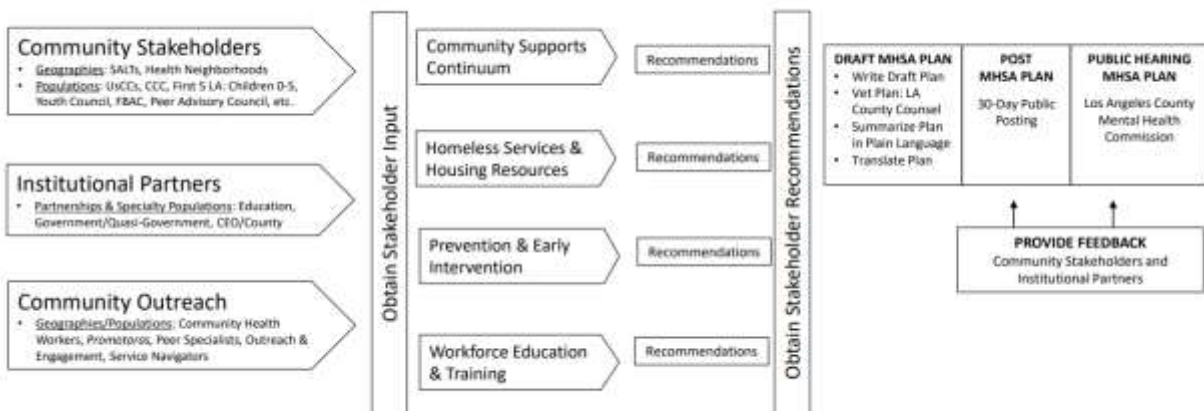 Community Stakeholders
• Geographies: SALTs, Health Neighborhoods
• Populations: UsCCs, CCC, First 5 LA: Children 0-5,
Youth Council, FBAC, Peer Advisory Council, etc.
Institutional Partners
• Partnerships & Specialty Populations: Education,
Government/Quasi-Government, CEO/County
Community Outreach
• Geographies/Populations: Community Health
Workers, Promotoras, Peer Specialists, Outreach &
Engagement, Service Navigators
Obtain Stakeholder Input
Community Supports
Continuum
Recommendations
Homeless Services &
Housing Resources
Recommendations
Prevention & Early
Intervention
Recommendations
Workforce Education
& Training
Recommendations
Obtain Stakeholder Recommendations
DRAFT MHSA PLAN
• Write Draft Plan
• Vet Plan: LA
County Counsel
• Summarize Plan
in Plain Language
• Translate Plan
POST
MHSA PLAN
30-Day Public
Posting
PUBLIC HEARING
MHSA PLAN
Los Angeles County
Mental Health
Commission
PROVIDE FEEDBACK
Community Stakeholders and
Institutional Partners